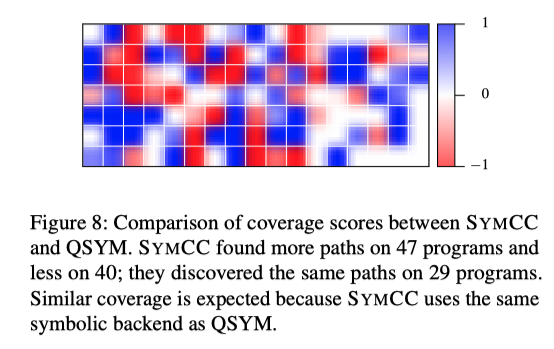 1
0
−1
Figure 8: Comparison of coverage scores between SYMCC
and QSYM. SYMCC found more paths on 47 programs and
less on 40; they discovered the same paths on 29 programs.
Similar coverage is expected because SYMCC uses the same
symbolic backend as QSYM.